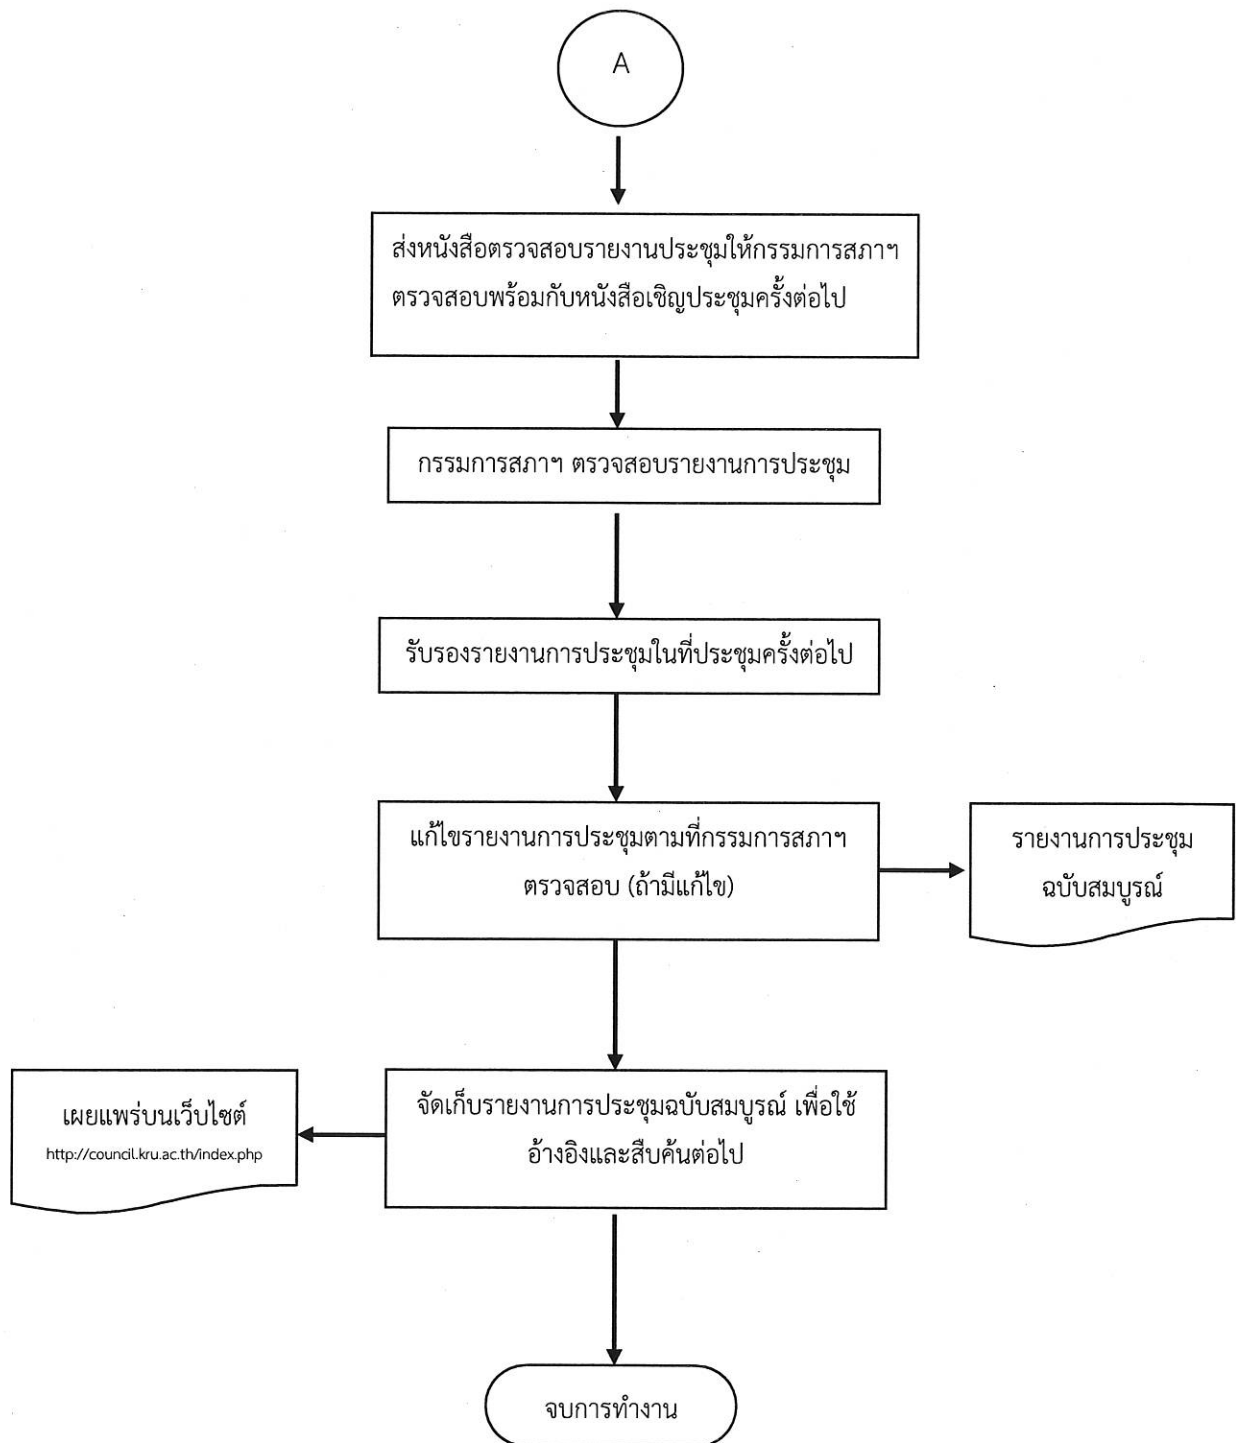 A
ส่งหนังสือตรวจสอบรายงานประชุมให้กรรมการสภาฯ
ตรวจสอบพร้อมกับหนังสือเชิญประชุมครั้งต่อไป
กรรมการสภาฯ ตรวจสอบรายงานการประชุม
รับรองรายงานการประชุมในที่ประชุมครั้งต่อไป
แก้ไขรายงานการประชุมตามที่กรรมการสภาฯ
ตรวจสอบ (ถ้ามีแก้ไข)
รายงานการประชุม
ฉบับสมบูรณ์
เผยแพร่บนเว็บไซต์
http://council.kru.ac.th/index.php
จัดเก็บรายงานการประชุมฉบับสมบูรณ์ เพื่อใช้
อ้างอิงและสืบค้นต่อไป
จบการทำงาน